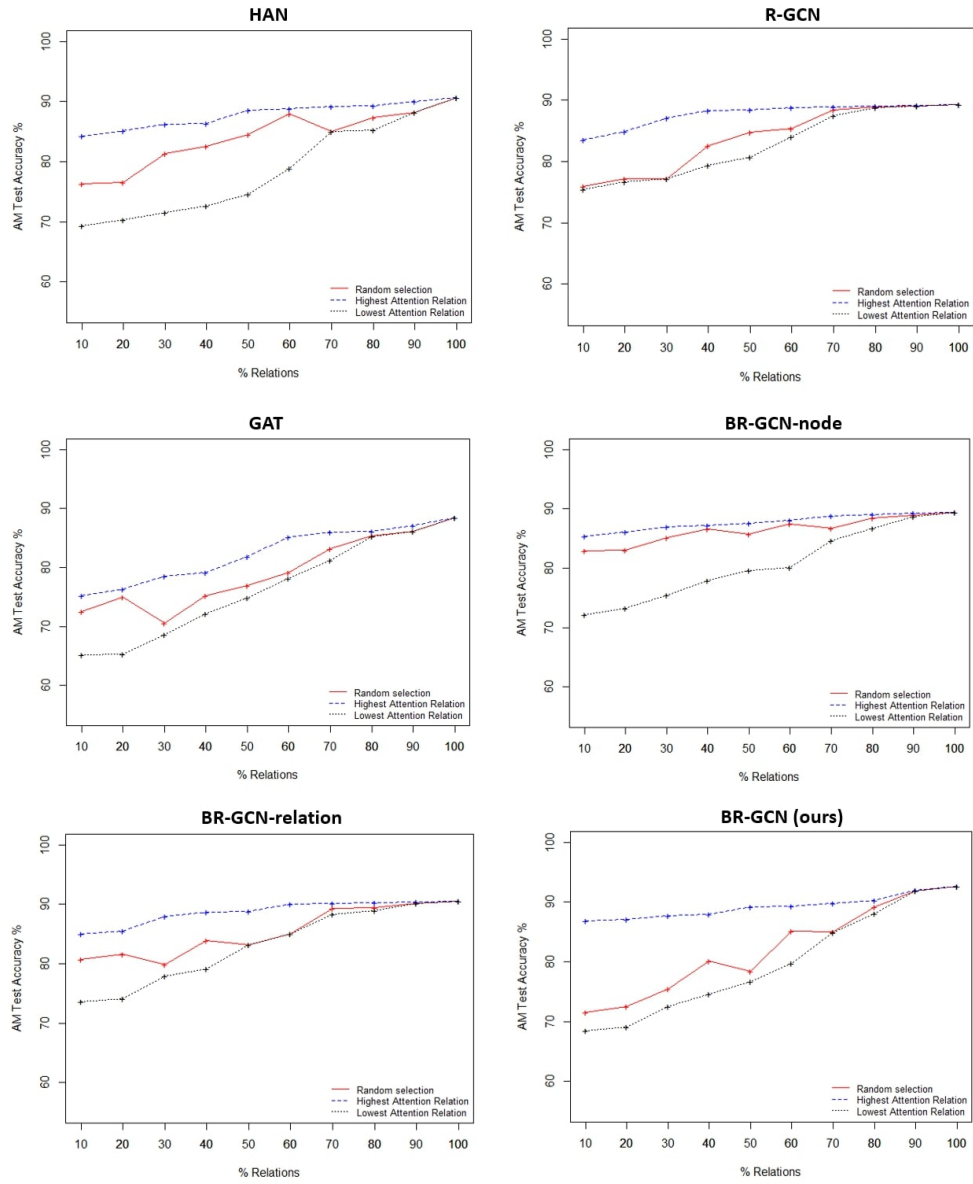 HAN
AM Test Accuracy %
100
90
80
70
60
Random selection
Highest Attention Relation
Lowest Attention Relation
10 20 30 40 50 60 70 80 90 100
% Relations
R-GCN
AM Test Accuracy %
100
90
80
70
60
Random selection
Highest Attention Relation
Lowest Attention Relation
10 20 30 40 50 60 70 80 90 100
% Relations
GAT
AM Test Accuracy %
100
90
80
70
60
Random selection
Highest Attention Relation
Lowest Attention Relation
10 20 30 40 50 60 70 80 90 100
% Relations
BR-GCN-node
AM Test Accuracy %
100
90
80
70
60
Random selection
Highest Attention Relation
Lowest Attention Relation
10 20 30 40 50 60 70 80 90 100
% Relations
BR-GCN-relation
AM Test Accuracy %
100
90
80
70
60
Random selection
Highest Attention Relation
Lowest Attention Relation
10 20 30 40 50 60 70 80 90 100
% Relations
BR-GCN (ours)
AM Test Accuracy %
100
90
80
70
60
Random selection
Highest Attention Relation
Lowest Attention Relation
10 20 30 40 50 60 70 80 90 100
% Relations